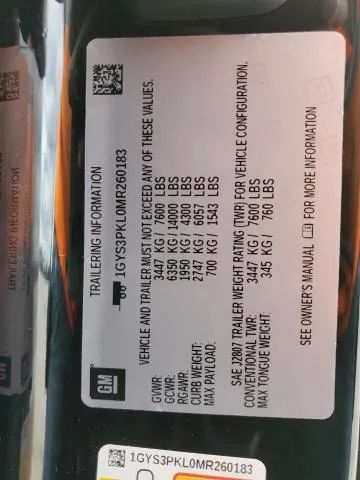 TRAILERING INFORMATION
1GYS3PKL0MR260183
VEHICLE AND TRAILER MUST NOT EXCEED ANY OF THESE VALUES.
GVWR: 3447 KG / 7600 LBS
GCWR: 6350 KG / 14000 LBS
RGAWR: 1950 KG / 4300 LBS
CURB WEIGHT: 2747 KG / 6057 LBS
MAX PAYLOAD: 700 KG / 1543 LBS
SAE J2807 TRAILER WEIGHT RATING (TWR) FOR VEHICLE CONFIGURATION.
CONVENTIONAL TWR: 3447 KG / 7600 LBS
MAX TONGUE WEIGHT: 345 KG / 760 LBS
SEE OWNER'S MANUAL FOR MORE INFORMATION
GM
1GYS3PKL0MR260183
TRAILERING INFORMATION
GM